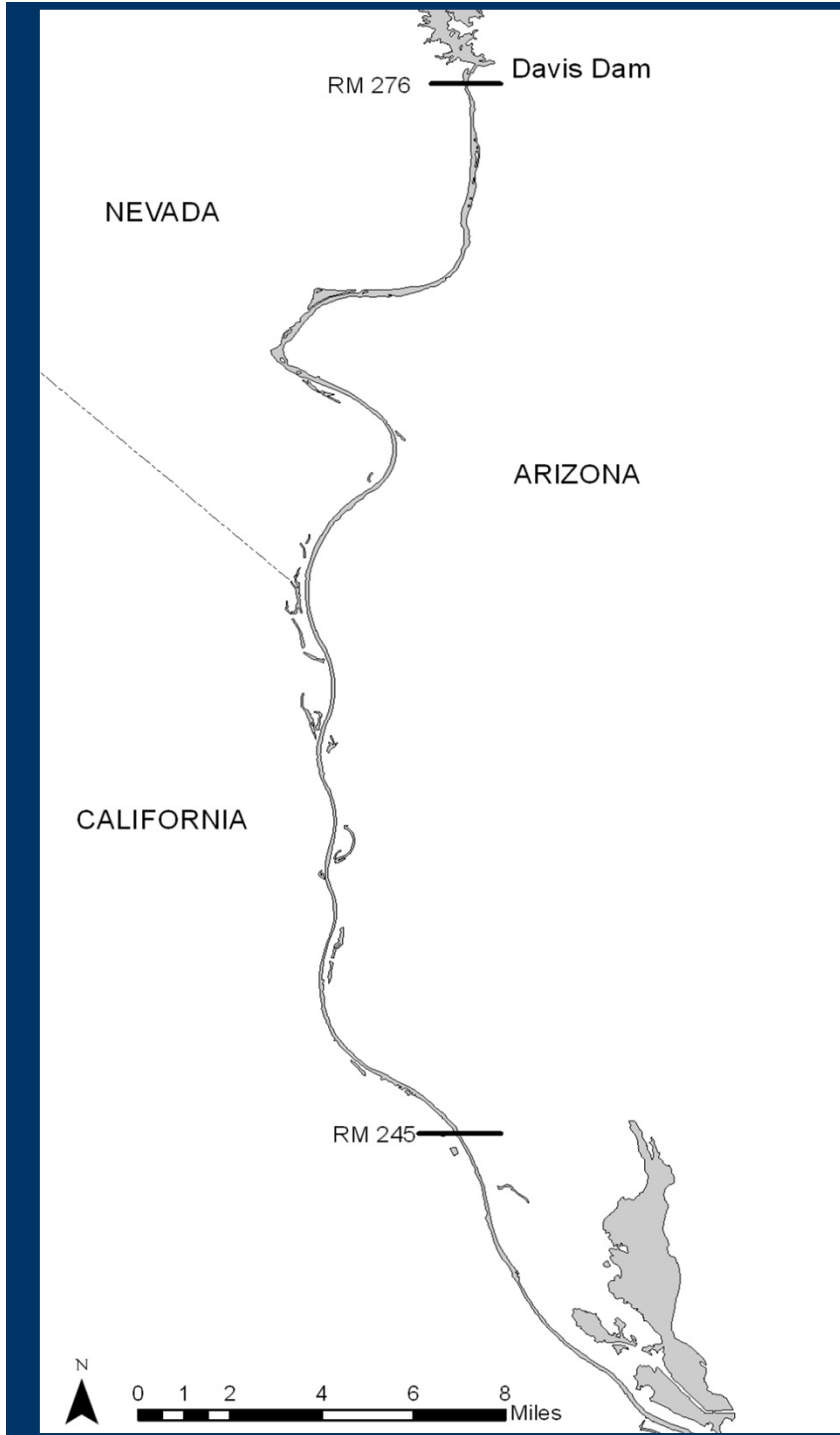 RM 276
Davis Dam
NEVADA
ARIZONA
CALIFORNIA
RM 245
N
0 1 2 4 6 8
Miles